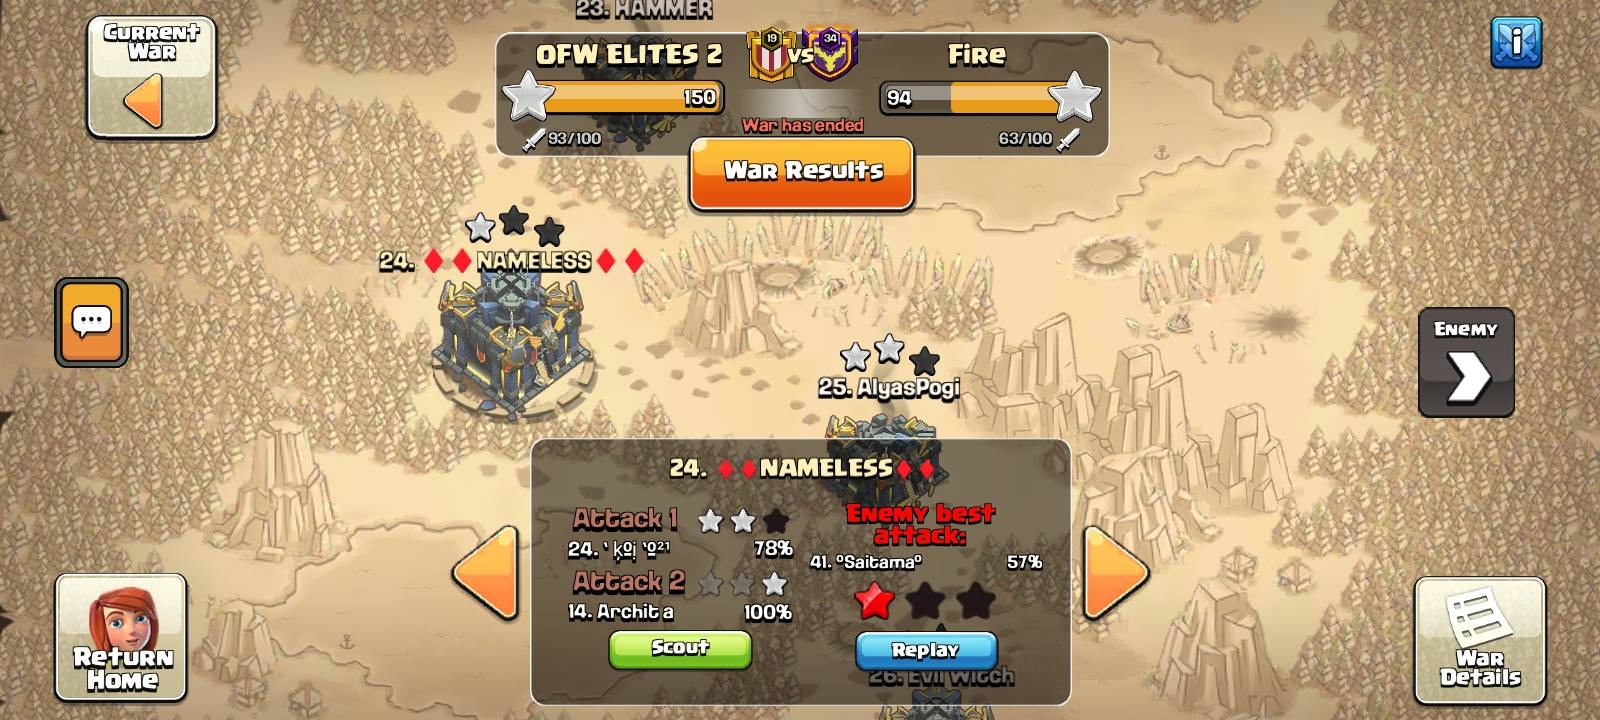 23. HAMMER
Current
War
OFW ELITES 2
19
vs
34
Fire
150
94
War has ended
93/100
63/100
War Results
i
24. ♦♦NAMELESS♦♦
25. AlyasPogi
Enemy
24. ♦♦NAMELESS♦♦
Attack 1
24. ' ķ۪º̲j 'º̲²¹
78%
Attack 2
14. Archit a
100%
Enemy best
attack:
41. ºSaitamaº
57%
Scout
Replay
26. Evil Witch
Return
Home
War
Details